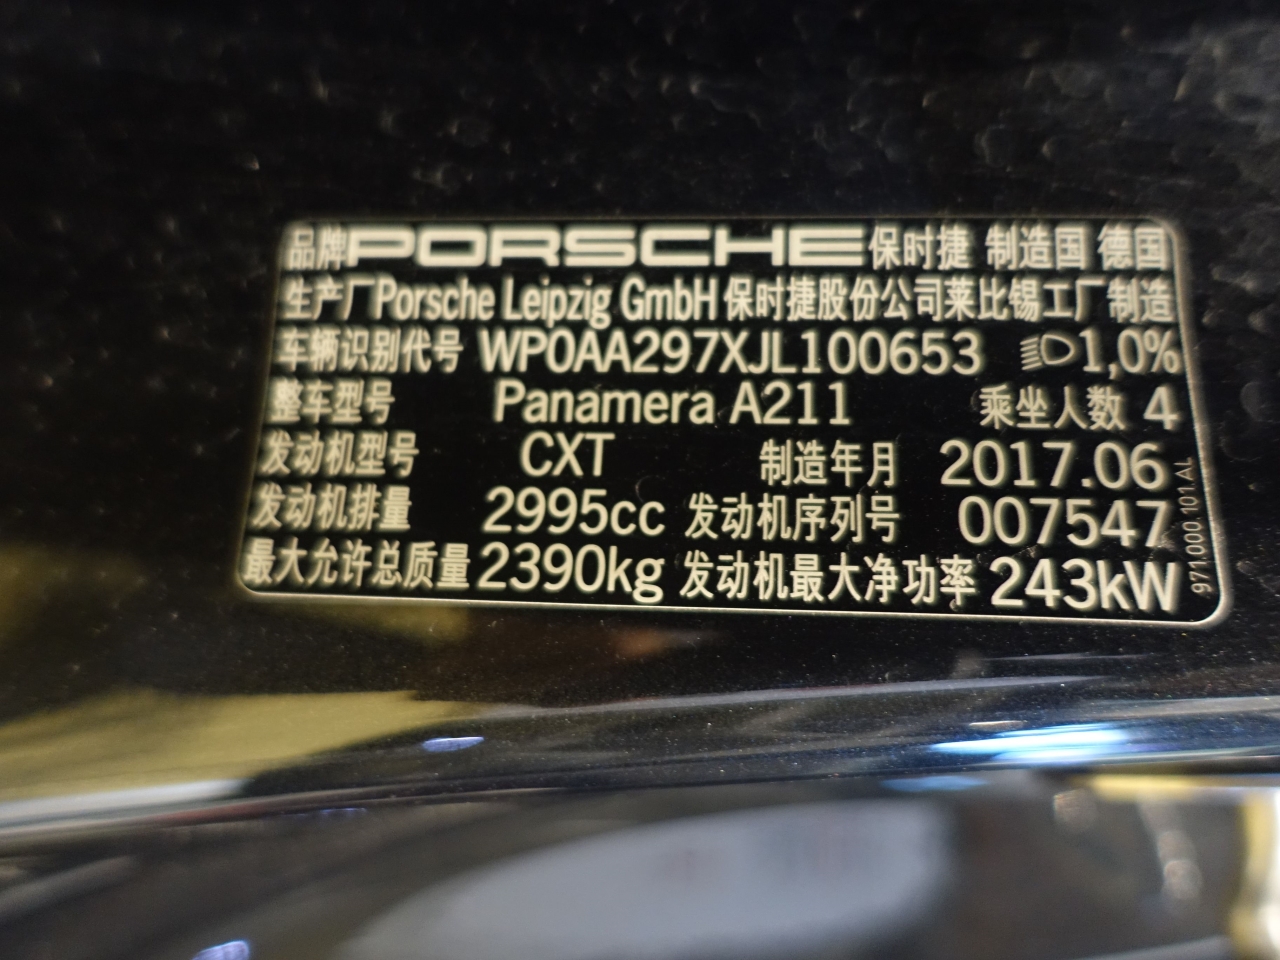 品牌PORSCHE保时捷 制造国 德国
生产厂Porsche Leipzig GmbH保时捷股份公司莱比锡工厂制造
车辆识别代号 WP0AA297XJL100653 1,0%
整车型号 Panamera A211 乘坐人数 4
发动机型号 CXT 制造年月 2017.06
发动机排量 2995cc 发动机序列号 007547
最大允许总质量 2390kg 发动机最大净功率 243kW
971.000.101.AL